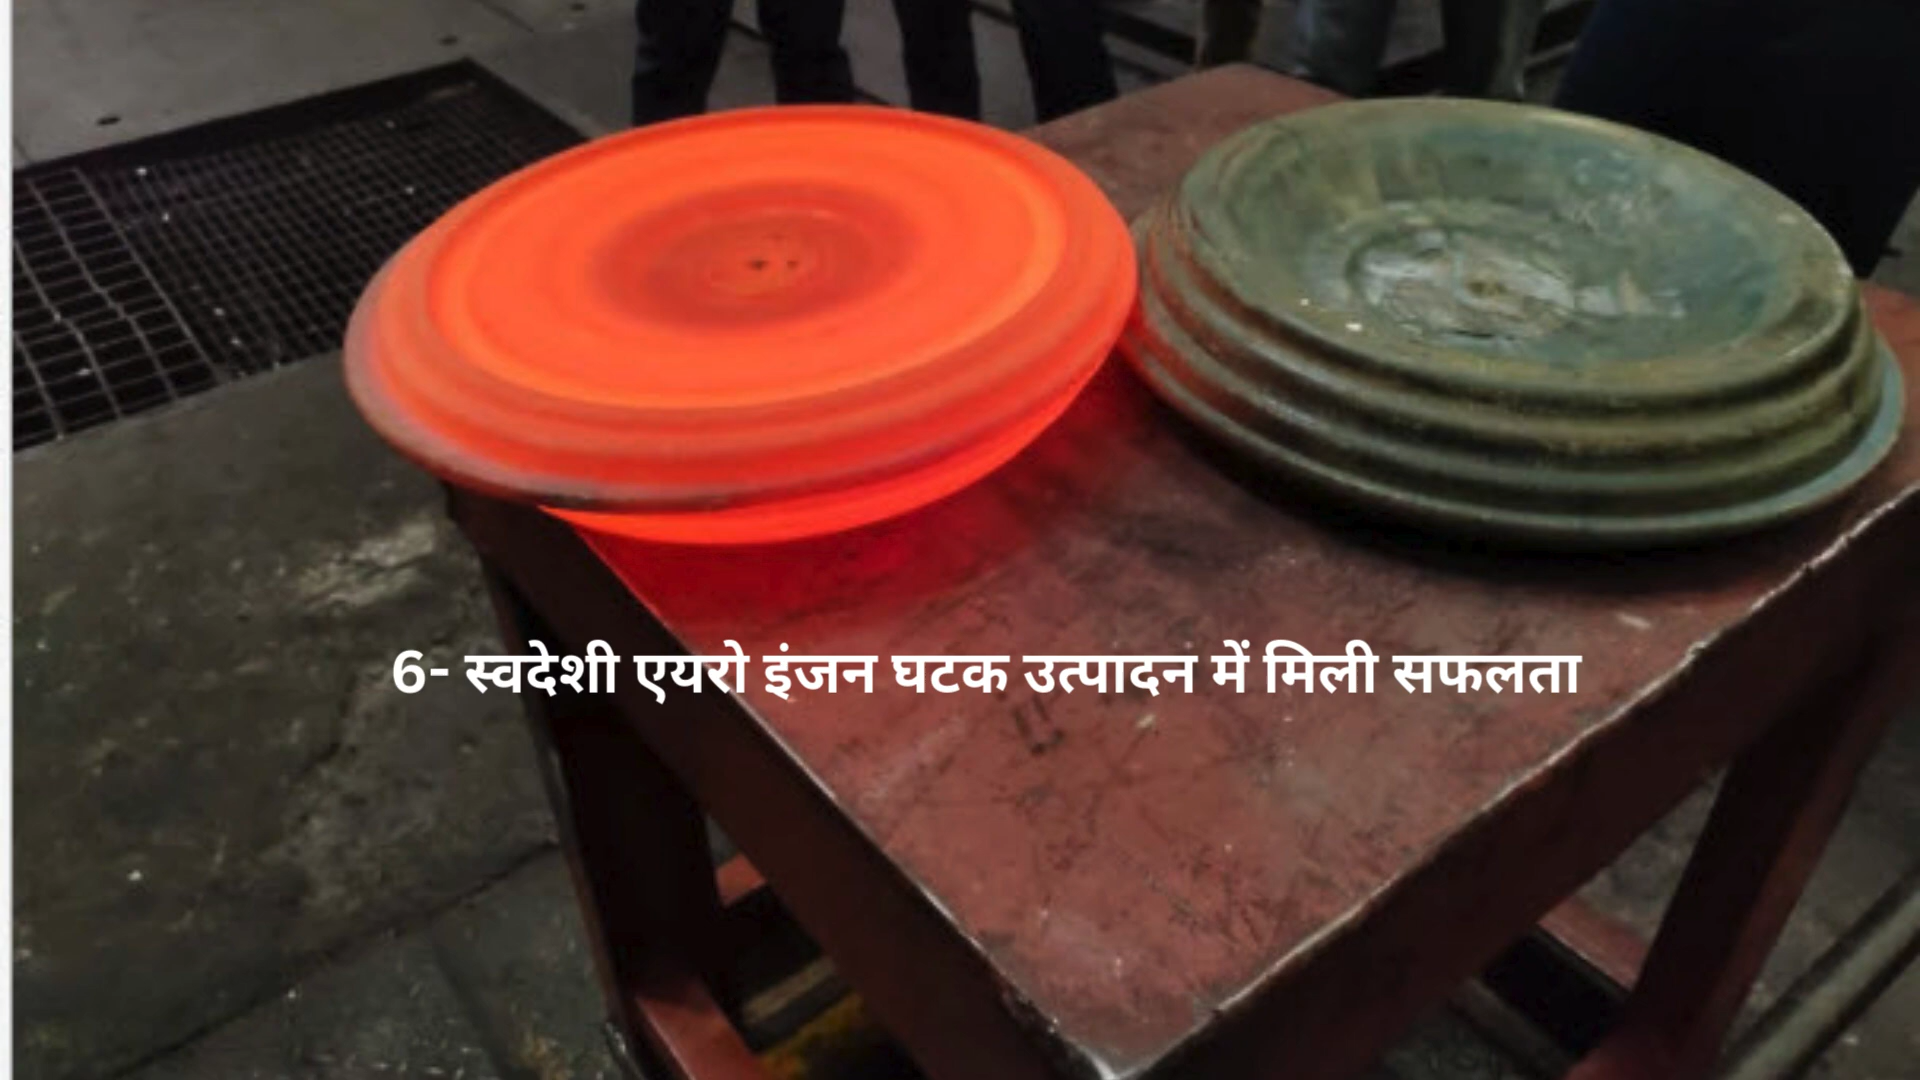 6- स्वदेशी एयरो इंजन घटक उत्पादन में मिली सफलता